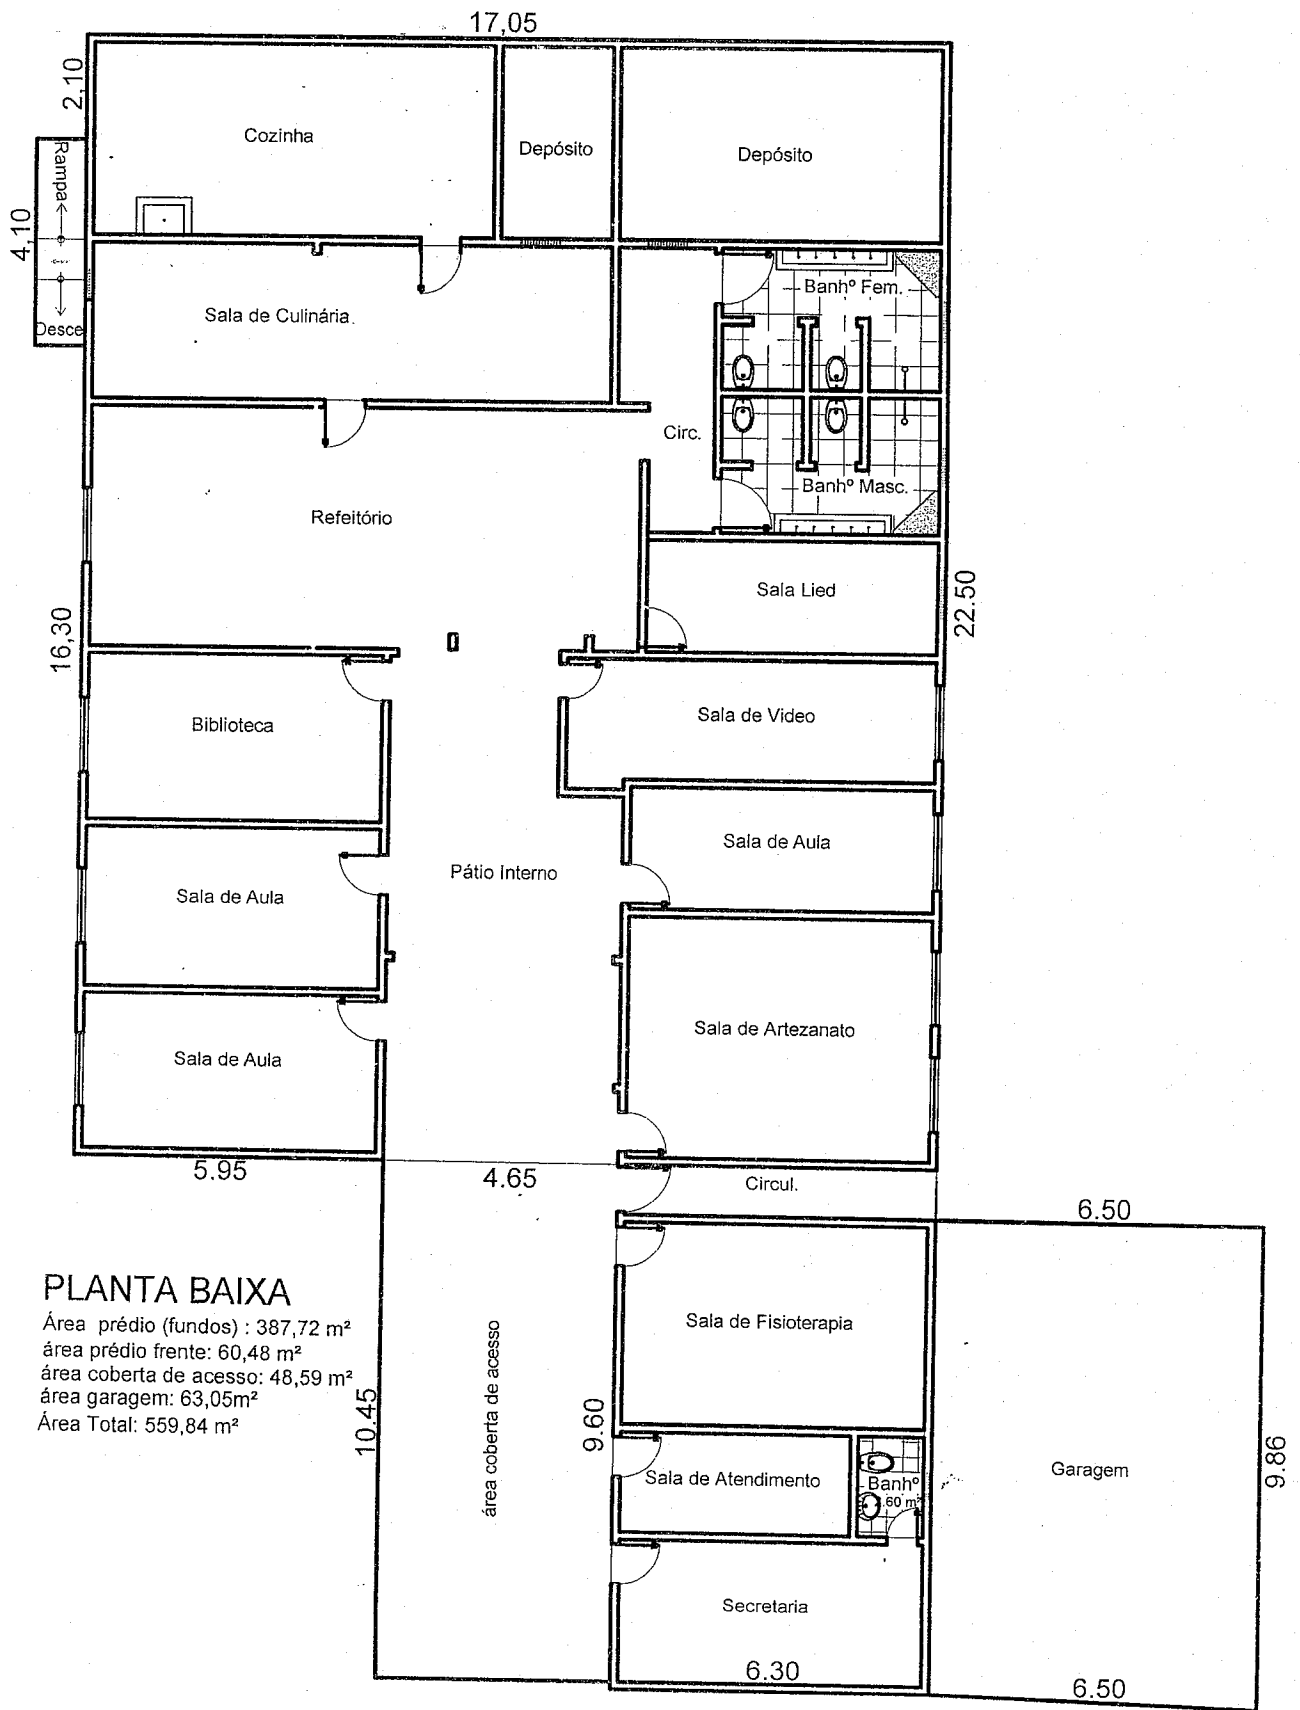 17,05
2,10
Cozinha
Depósito
Depósito
Rampa
4,10
Desce
Banhº Fem.
Sala de Culinária
Circ.
Banhº Masc.
Refeitório
Sala Lied
22.50
16,30
Biblioteca
Sala de Video
Sala de Aula
Pátio Interno
Sala de Aula
Sala de Artezanato
Sala de Aula
5.95
4.65
Circul.
6.50
PLANTA BAIXA
Área prédio (fundos) : 387,72 m²
área prédio frente: 60,48 m²
área coberta de acesso: 48,59 m²
área garagem: 63,05m²
Área Total: 559,84 m²
Sala de Fisioterapia
área coberta de acesso
10.45
9.60
Sala de Atendimento
Banhº
.60 m²
Garagem
9.86
Secretaria
6.30
6.50